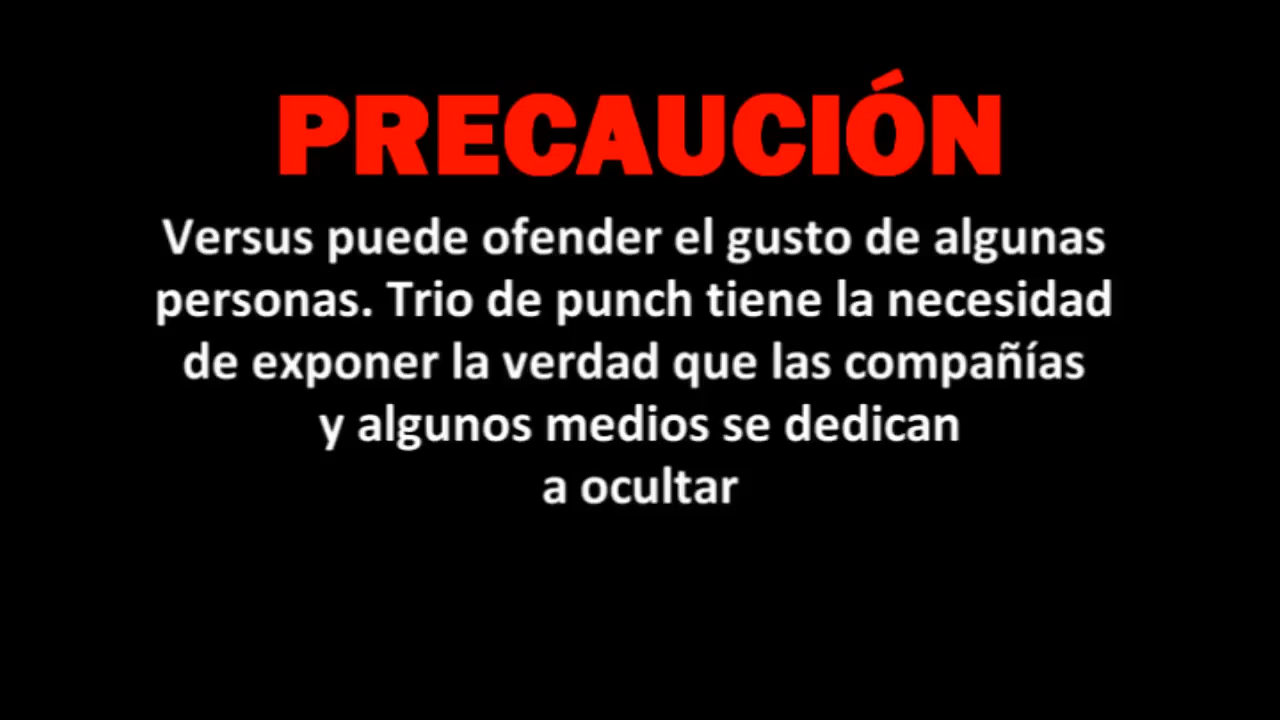 PRECAUCIÓN
Versus puede ofender el gusto de algunas
personas. Trio de punch tiene la necesidad
de exponer la verdad que las compañías
y algunos medios se dedican
a ocultar